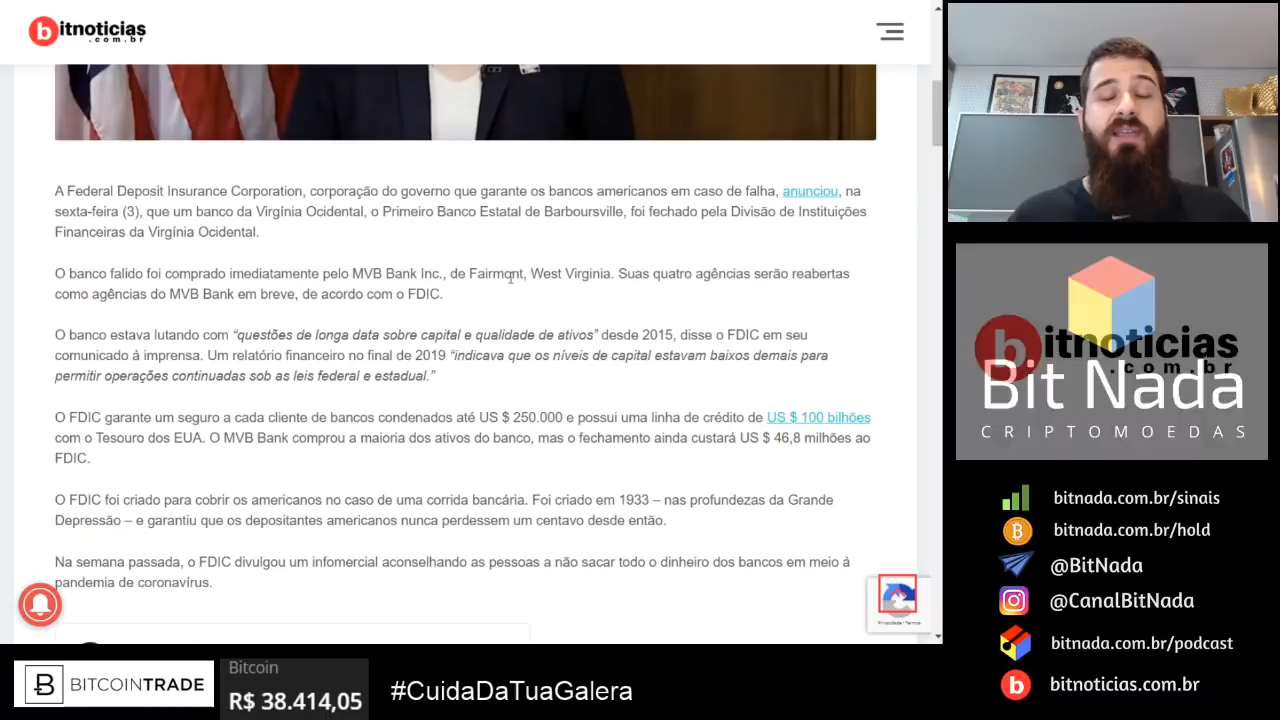 bitnoticias
.com.br
A Federal Deposit Insurance Corporation, corporação do governo que garante os bancos americanos em caso de falha, anunciou, na
sexta-feira (3), que um banco da Virgínia Ocidental, o Primeiro Banco Estatal de Barboursville, foi fechado pela Divisão de Instituições
Financeiras da Virgínia Ocidental.
O banco falido foi comprado imediatamente pelo MVB Bank Inc., de Fairmont, West Virginia. Suas quatro agências serão reabertas
como agências do MVB Bank em breve, de acordo com o FDIC.
O banco estava lutando com “questões de longa data sobre capital e qualidade de ativos” desde 2015, disse o FDIC em seu
comunicado à imprensa. Um relatório financeiro no final de 2019 “indicava que os níveis de capital estavam baixos demais para
permitir operações continuadas sob as leis federal e estadual.”
O FDIC garante um seguro a cada cliente de bancos condenados até US $ 250.000 e possui uma linha de crédito de US $ 100 bilhões
com o Tesouro dos EUA. O MVB Bank comprou a maioria dos ativos do banco, mas o fechamento ainda custará US $ 46,8 milhões ao
FDIC.
O FDIC foi criado para cobrir os americanos no caso de uma corrida bancária. Foi criado em 1933 – nas profundezas da Grande
Depressão – e garantiu que os depositantes americanos nunca perdessem um centavo desde então.
Na semana passada, o FDIC divulgou um infomercial aconselhando as pessoas a não sacar todo o dinheiro dos bancos em meio à
pandemia de coronavírus.
Privacidade Termos
bitnoticias
.com.br
Bit Nada
CRIPTOMOEDAS
bitnada.com.br/sinais
bitnada.com.br/hold
@BitNada
@CanalBitNada
bitnada.com.br/podcast
bitnoticias.com.br
BITCOINTRADE
Bitcoin
R$ 38.414,05
#CuidaDaTuaGalera